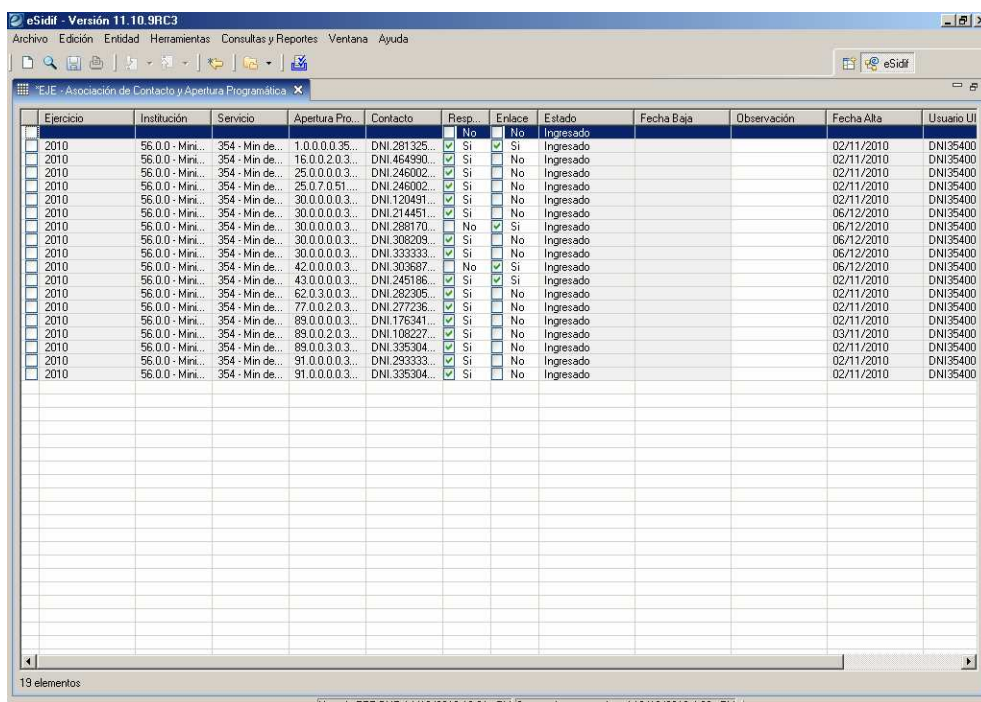 eSidif - Versión 11.10.9RC3
Archivo Edición Entidad Herramientas Consultas y Reportes Ventana Ayuda
eSidif
*EJE - Asociación de Contacto y Apertura Programática
Ejercicio Institución Servicio Apertura Pro... Contacto Resp... Enlace Estado Fecha Baja Observación Fecha Alta Usuario Ul
No No Ingresado
2010 56.0.0 - Mini... 354 - Min de... 1.0.0.0.0.35... DNI.281325... Si Si Ingresado 02/11/2010 DNI35400
2010 56.0.0 - Mini... 354 - Min de... 16.0.0.2.0.3... DNI.464990... Si No Ingresado 02/11/2010 DNI35400
2010 56.0.0 - Mini... 354 - Min de... 25.0.0.0.0.3... DNI.246002... Si No Ingresado 02/11/2010 DNI35400
2010 56.0.0 - Mini... 354 - Min de... 25.0.7.0.51.... DNI.246002... Si No Ingresado 02/11/2010 DNI35400
2010 56.0.0 - Mini... 354 - Min de... 30.0.0.0.0.3... DNI.120491... Si No Ingresado 02/11/2010 DNI35400
2010 56.0.0 - Mini... 354 - Min de... 30.0.0.0.0.3... DNI.214451... Si No Ingresado 06/12/2010 DNI35400
2010 56.0.0 - Mini... 354 - Min de... 30.0.0.0.0.3... DNI.288170... No Si Ingresado 06/12/2010 DNI35400
2010 56.0.0 - Mini... 354 - Min de... 30.0.0.0.0.3... DNI.308209... Si No Ingresado 06/12/2010 DNI35400
2010 56.0.0 - Mini... 354 - Min de... 30.0.0.0.0.3... DNI.333333... Si No Ingresado 06/12/2010 DNI35400
2010 56.0.0 - Mini... 354 - Min de... 42.0.0.0.0.3... DNI.303687... No Si Ingresado 06/12/2010 DNI35400
2010 56.0.0 - Mini... 354 - Min de... 43.0.0.0.0.3... DNI.245186... Si Si Ingresado 02/11/2010 DNI35400
2010 56.0.0 - Mini... 354 - Min de... 62.0.3.0.0.3... DNI.282305... Si No Ingresado 02/11/2010 DNI35400
2010 56.0.0 - Mini... 354 - Min de... 77.0.0.2.0.3... DNI.277236... Si No Ingresado 02/11/2010 DNI35400
2010 56.0.0 - Mini... 354 - Min de... 89.0.0.0.0.3... DNI.176341... Si No Ingresado 02/11/2010 DNI35400
2010 56.0.0 - Mini... 354 - Min de... 89.0.0.2.0.3... DNI.108227... Si No Ingresado 03/11/2010 DNI35400
2010 56.0.0 - Mini... 354 - Min de... 89.0.0.3.0.3... DNI.335304... Si No Ingresado 02/11/2010 DNI35400
2010 56.0.0 - Mini... 354 - Min de... 91.0.0.0.0.3... DNI.293333... Si No Ingresado 02/11/2010 DNI35400
2010 56.0.0 - Mini... 354 - Min de... 91.0.0.0.0.3... DNI.335304... Si No Ingresado 02/11/2010 DNI35400
19 elementos